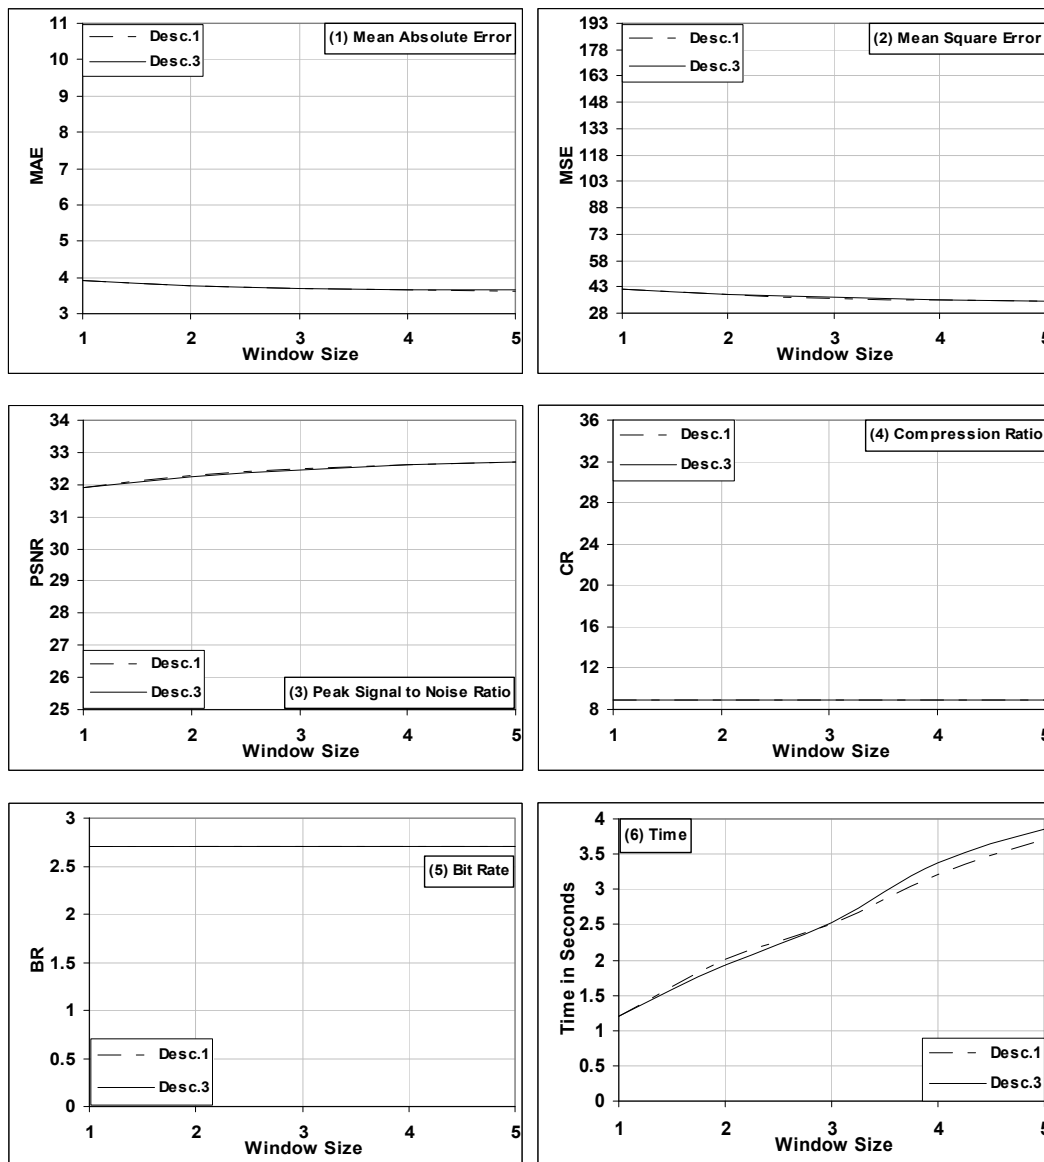 11
10
9
8
7
6
5
4
3
MAE
Desc.1
Desc.3
(1) Mean Absolute Error
1 2 3 4 5
Window Size
193
178
163
148
133
118
103
88
73
58
43
28
MSE
Desc.1
Desc.3
(2) Mean Square Error
1 2 3 4 5
Window Size
34
33
32
31
30
29
28
27
26
25
PSNR
Desc.1
Desc.3
(3) Peak Signal to Noise Ratio
1 2 3 4 5
Window Size
36
32
28
24
20
16
12
8
CR
Desc.1
Desc.3
(4) Compression Ratio
1 2 3 4 5
Window Size
3
2.5
2
1.5
1
0.5
0
BR
(5) Bit Rate
Desc.1
Desc.3
1 2 3 4 5
Window Size
4
3.5
3
2.5
2
1.5
1
0.5
0
Time in Seconds
(6) Time
Desc.1
Desc.3
1 2 3 4 5
Window Size